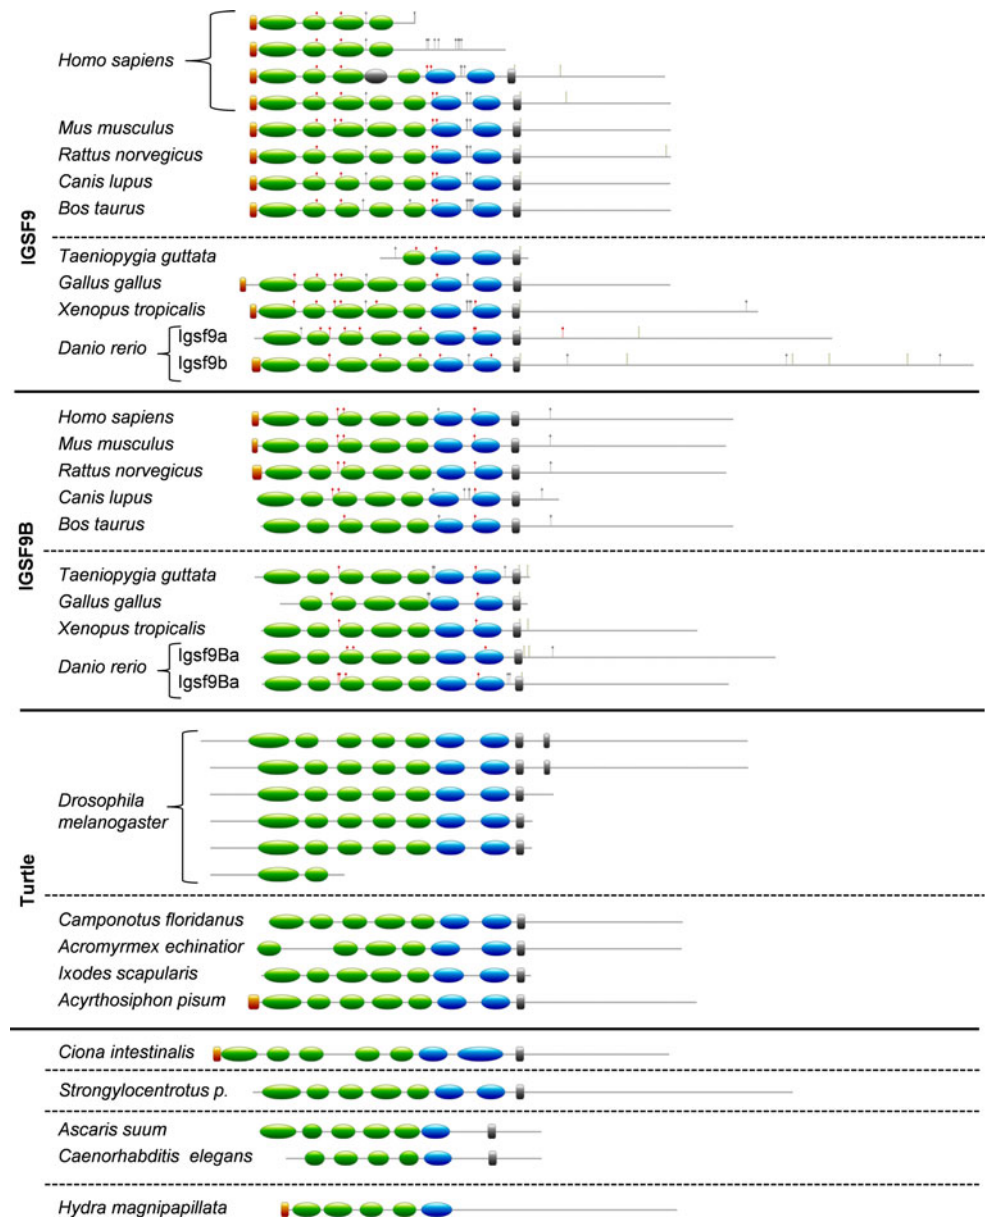 IGSF9
Homo sapiens
Mus musculus
Rattus norvegicus
Canis lupus
Bos taurus
Taeniopygia guttata
Gallus gallus
Xenopus tropicalis
Danio rerio
Igsf9a
Igsf9b
IGSF9B
Homo sapiens
Mus musculus
Rattus norvegicus
Canis lupus
Bos taurus
Taeniopygia guttata
Gallus gallus
Xenopus tropicalis
Danio rerio
Igsf9Ba
Igsf9Ba
Turtle
Drosophila
melanogaster
Camponotus floridanus
Acromyrmex echinatior
Ixodes scapularis
Acyrthosiphon pisum
Ciona intestinalis
Strongylocentrotus p.
Ascaris suum
Caenorhabditis elegans
Hydra magnipapillata